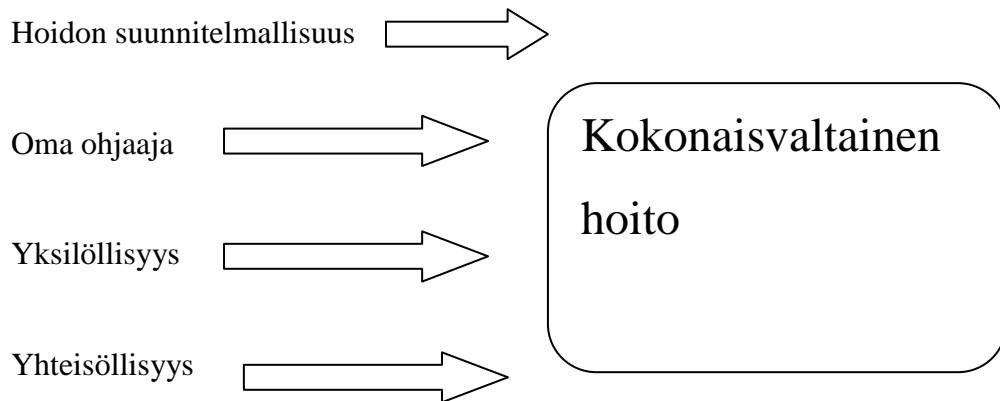 Hoidon suunnitelmallisuus
Oma ohjaaja
Kokonaisvaltainen
hoito
Yksilöllisyys
Yhteisöllisyys